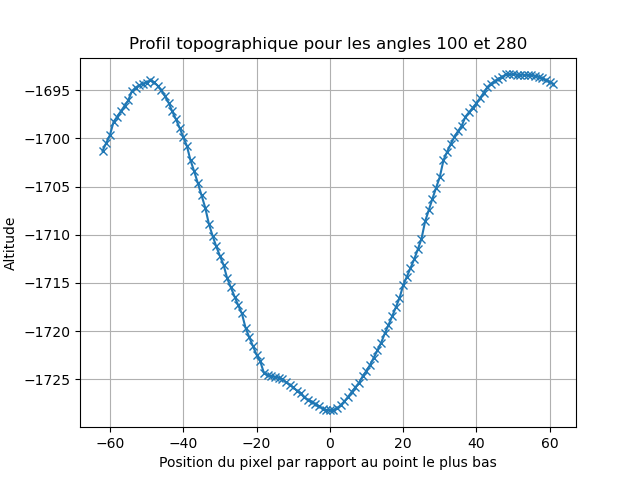 Profil topographique pour les angles 100 et 280
Altitude
−1695
−1700
−1705
−1710
−1715
−1720
−1725
−60 −40 −20 0 20 40 60
Position du pixel par rapport au point le plus bas